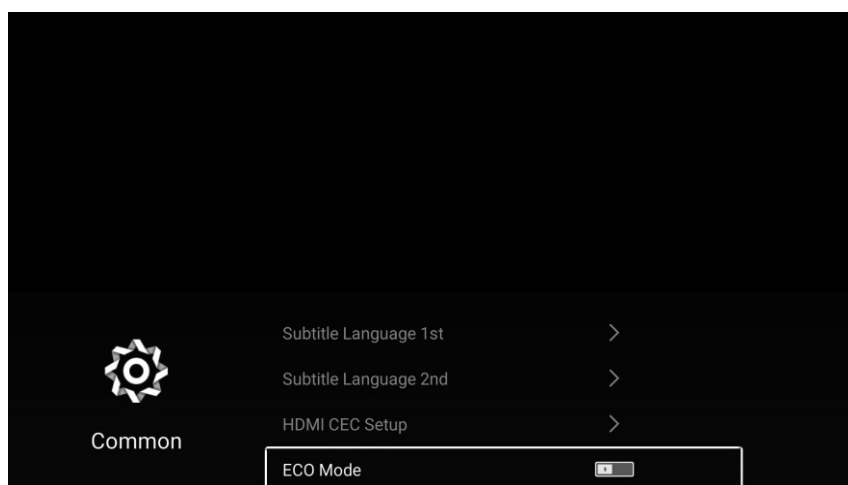 Subtitle Language 1st
Subtitle Language 2nd
HDMI CEC Setup
Common
ECO Mode